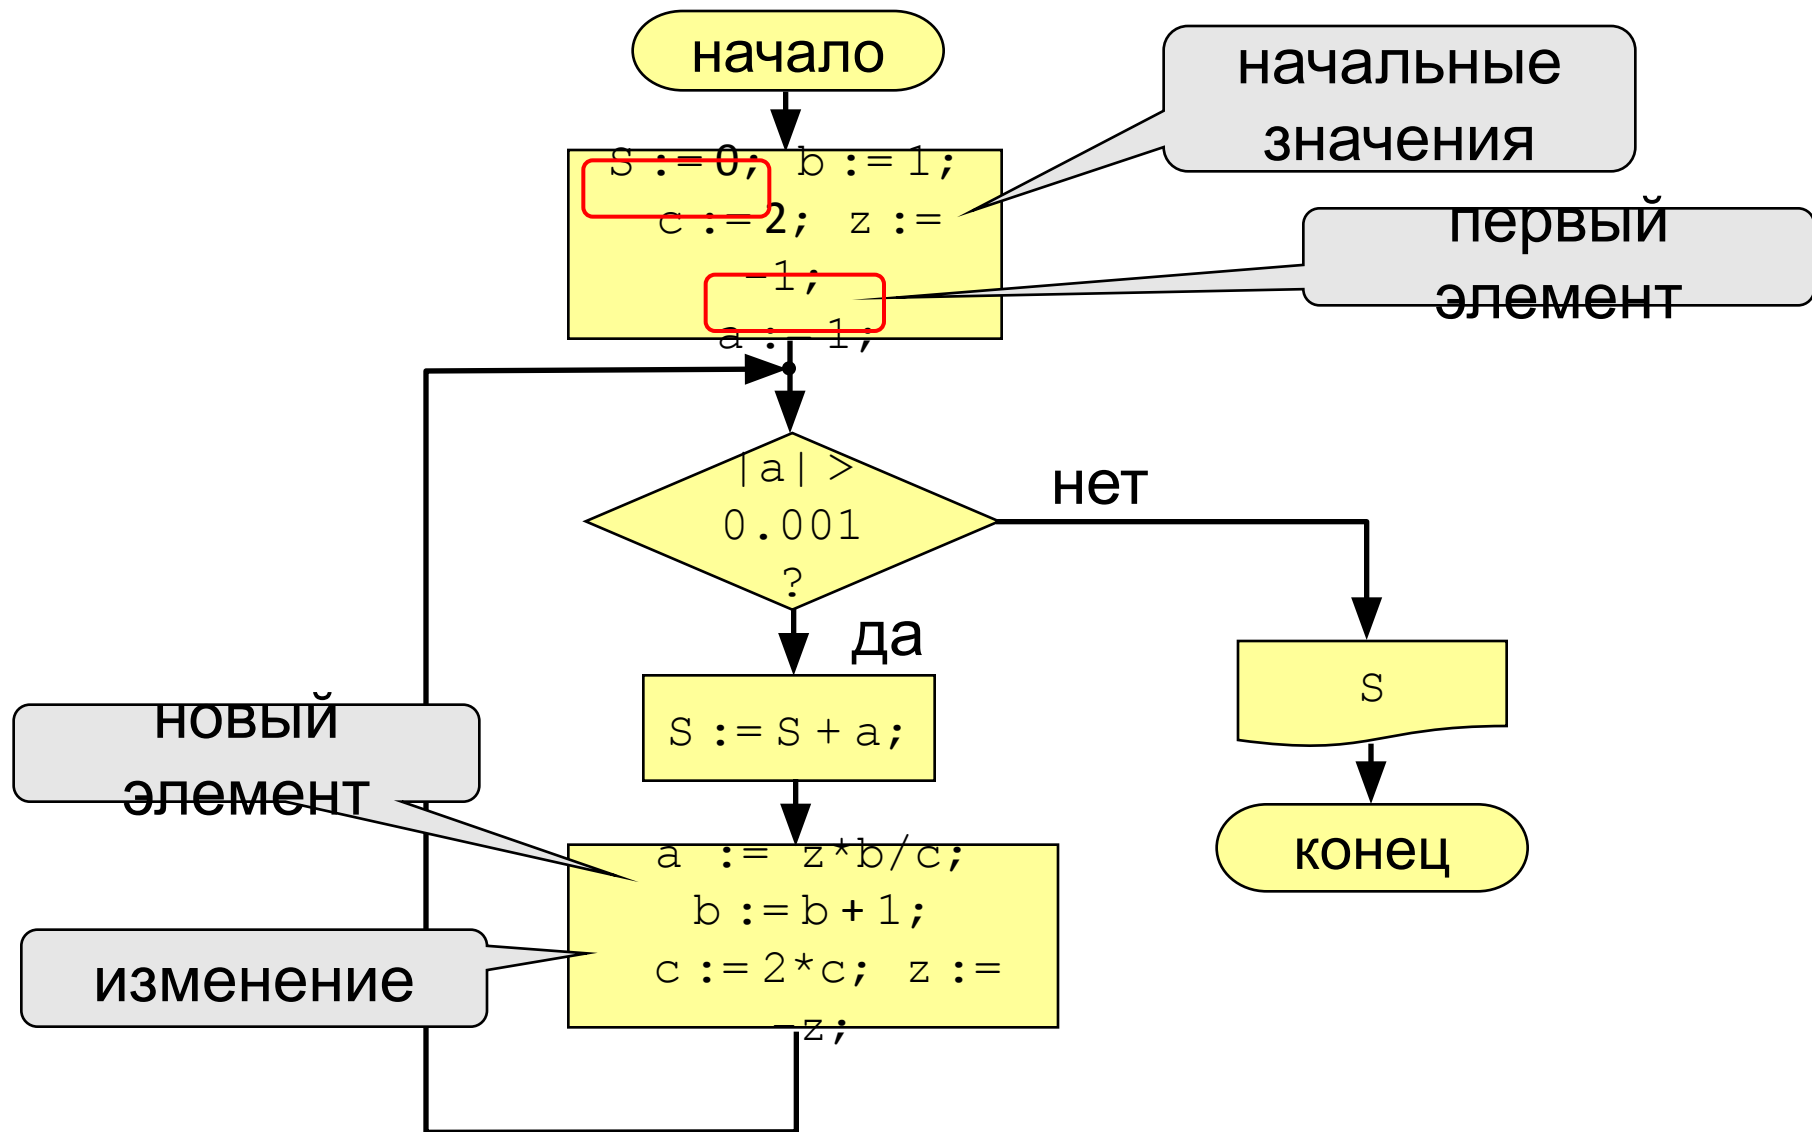 начало
начальные
значения
S := 0; b := 1;
c := 2; z :=
-1;
a := 1;
первый
элемент
|a| >
0.001
?
нет
да
S := S + a;
S
новый
элемент
a := z*b/c;
b := b + 1;
c := 2*c; z :=
-z;
изменение
конец